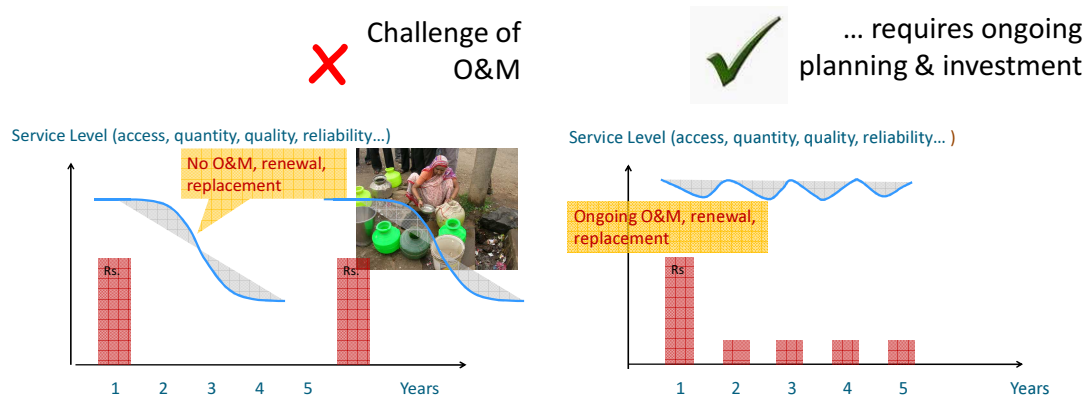 Challenge of
O&M
Service Level (access, quantity, quality, reliability…)
No O&M, renewal,
replacement
Rs.
Rs.
1 2 3 4 5 Years
… requires ongoing
planning & investment
Service Level (access, quantity, quality, reliability… )
Ongoing O&M, renewal,
replacement
Rs
1 2 3 4 5 Years